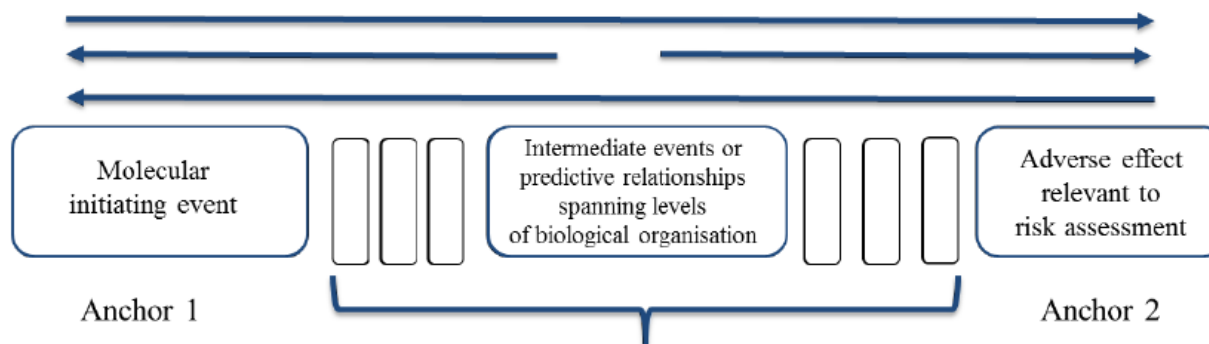 Molecular
initiating event
Intermediate events or
predictive relationships
spanning levels
of biological organisation
Adverse effect
relevant to
risk assessment
Anchor 1
Anchor 2